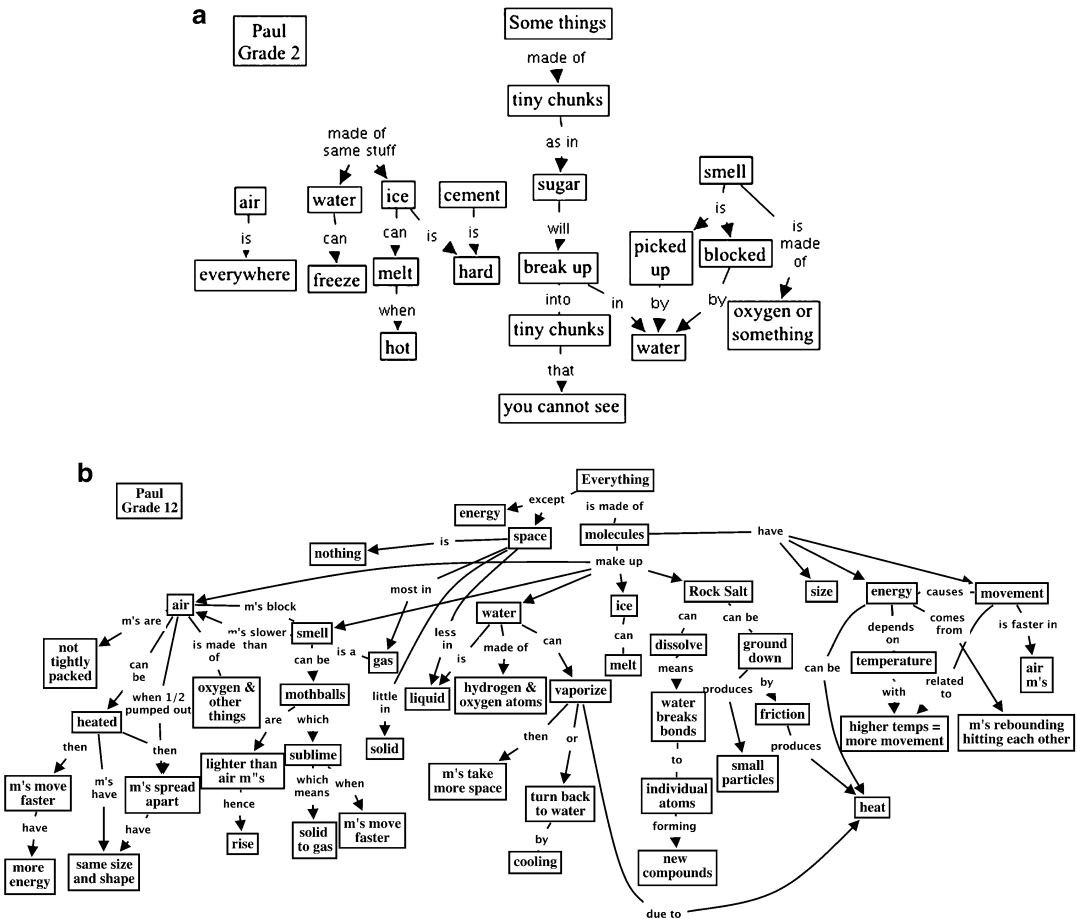 a
Paul
Grade 2
Some things
made of
tiny chunks
as in
made of
same stuff
smell
air
water
ice
cement
sugar
is
is
made
of
is
can
can
is
is
will
picked
up
blocked
everywhere
freeze
melt
hard
break up
when
into
in
by
by
oxygen or
something
hot
tiny chunks
water
that
you cannot see
b
Paul
Grade 12
Everything
except
energy
is made of
space
molecules
have
is
nothing
make up
most in
size
energy
causes
movement
air
m's block
water
ice
Rock Salt
m's are
m's slower
than
smell
less
in
can
can
can be
depends
on
comes
from
is faster in
not
tightly
packed
can
be
is made
of
is a
gas
is
made of
can
dissolve
ground
down
can be
temperature
air
m's
when 1/2
pumped out
oxygen &
other
things
can be
mothballs
little
in
liquid
hydrogen &
oxygen atoms
vaporize
melt
means
produces
by
with
related
to
heated
are
which
solid
water
breaks
bonds
friction
higher temps =
more movement
m's rebounding
hitting each other
then
then
lighter than
air m"s
sublime
then
or
produces
m's move
faster
m's
have
m's spread
apart
which
means
when
m's take
more space
to
small
particles
have
have
hence
turn back
to water
individual
atoms
heat
rise
solid
to gas
m's move
faster
by
forming
more
energy
same size
and shape
cooling
new
compounds
due to